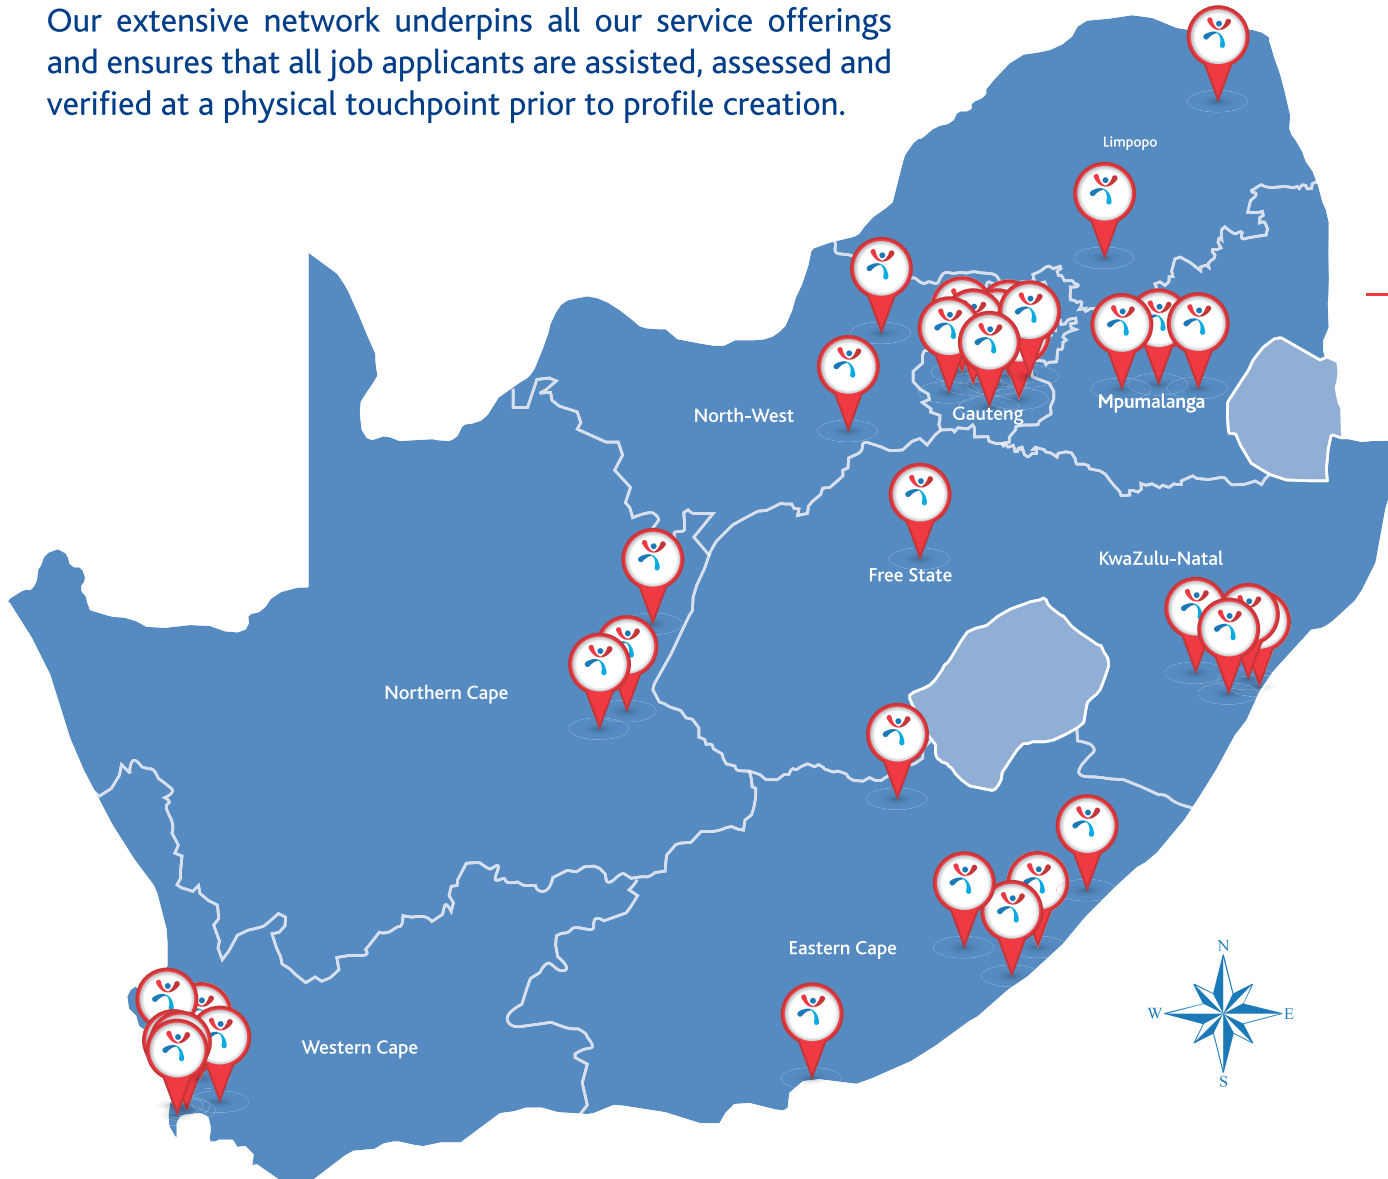 Our extensive network underpins all our service offerings
and ensures that all job applicants are assisted, assessed and
verified at a physical touchpoint prior to profile creation.
Limpopo
North-West
Gauteng
Mpumalanga
Free State
KwaZulu-Natal
Northern Cape
Eastern Cape
Western Cape
N
W
E
S